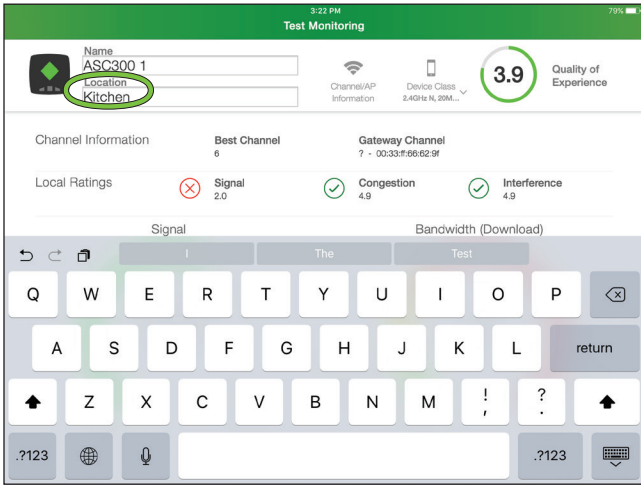 3:22 PM
79%
Test Monitoring
Name
ASC300 1
Location
Kitchen
Channel/AP
Information
Device Class
2.4GHz N, 20M...
3.9
Quality of
Experience
Channel Information
Best Channel
6
Gateway Channel
? - 00:33:ff:66:62:9f
Local Ratings
Signal
2.0
Congestion
4.9
Interference
4.9
Signal
Bandwidth (Download)
I The Test
Q W E R T Y U I O P
A S D F G H J K L return
Z X C V B N M ! , ? .
.?123 .?123